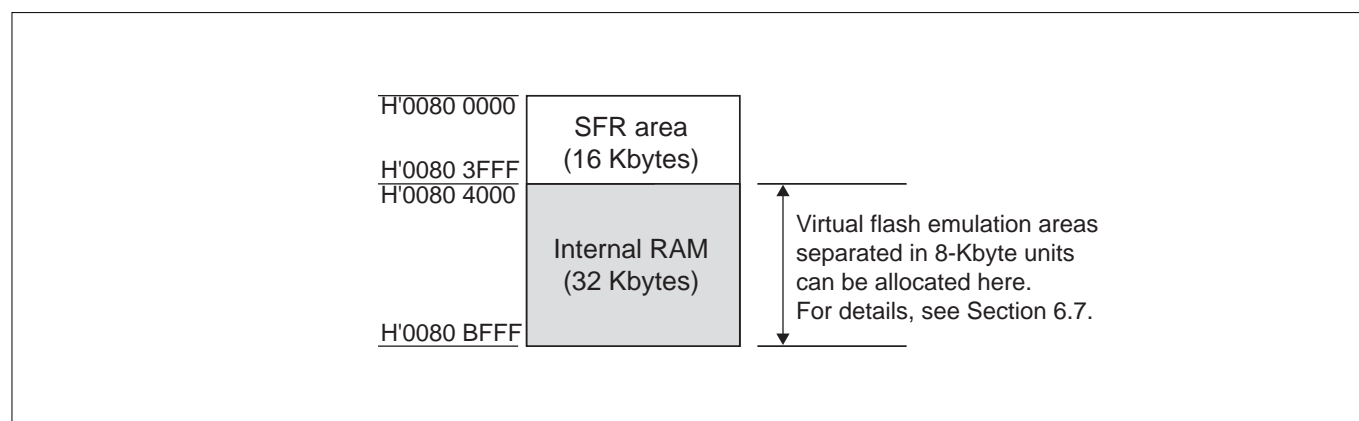 H'0080 0000
SFR area
(16 Kbytes)
H'0080 3FFF
H'0080 4000
Internal RAM
(32 Kbytes)
H'0080 BFFF
Virtual flash emulation areas
separated in 8-Kbyte units
can be allocated here.
For details, see Section 6.7.